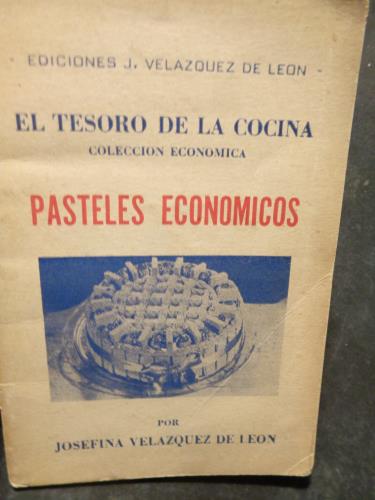 - EDICIONES J. VELAZQUEZ DE LEON -
EL TESORO DE LA COCINA
COLECCION ECONOMICA
PASTELES ECONOMICOS
POR
JOSEFINA VELAZQUEZ DE LEON